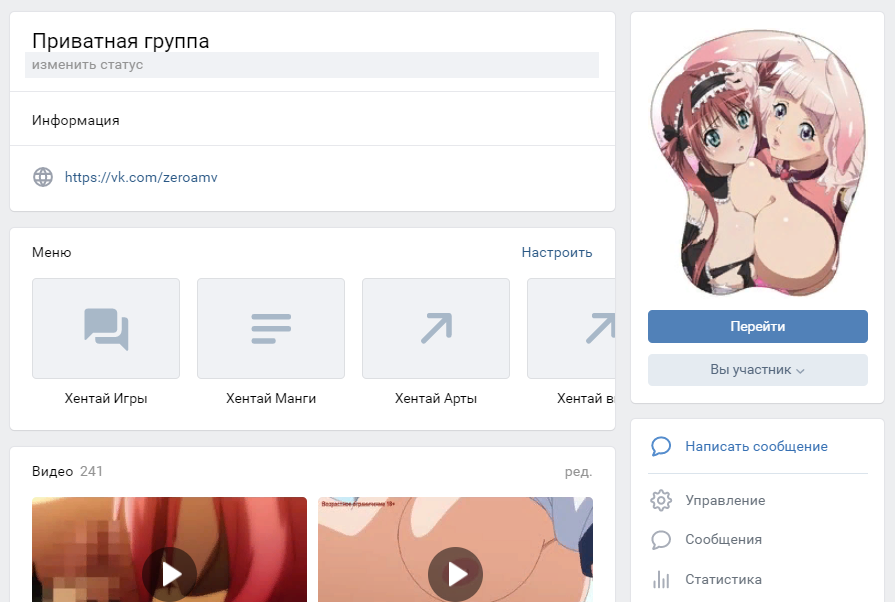 Приватная группа
изменить статус
Информация
https://vk.com/zeroamv
Меню
Настроить
Хентай Игры
Хентай Манги
Хентай Арты
Хентай в
Видео 241
ред.
Возрастное ограничение 18+
Перейти
Вы участник
Написать сообщение
Управление
Сообщения
Статистика